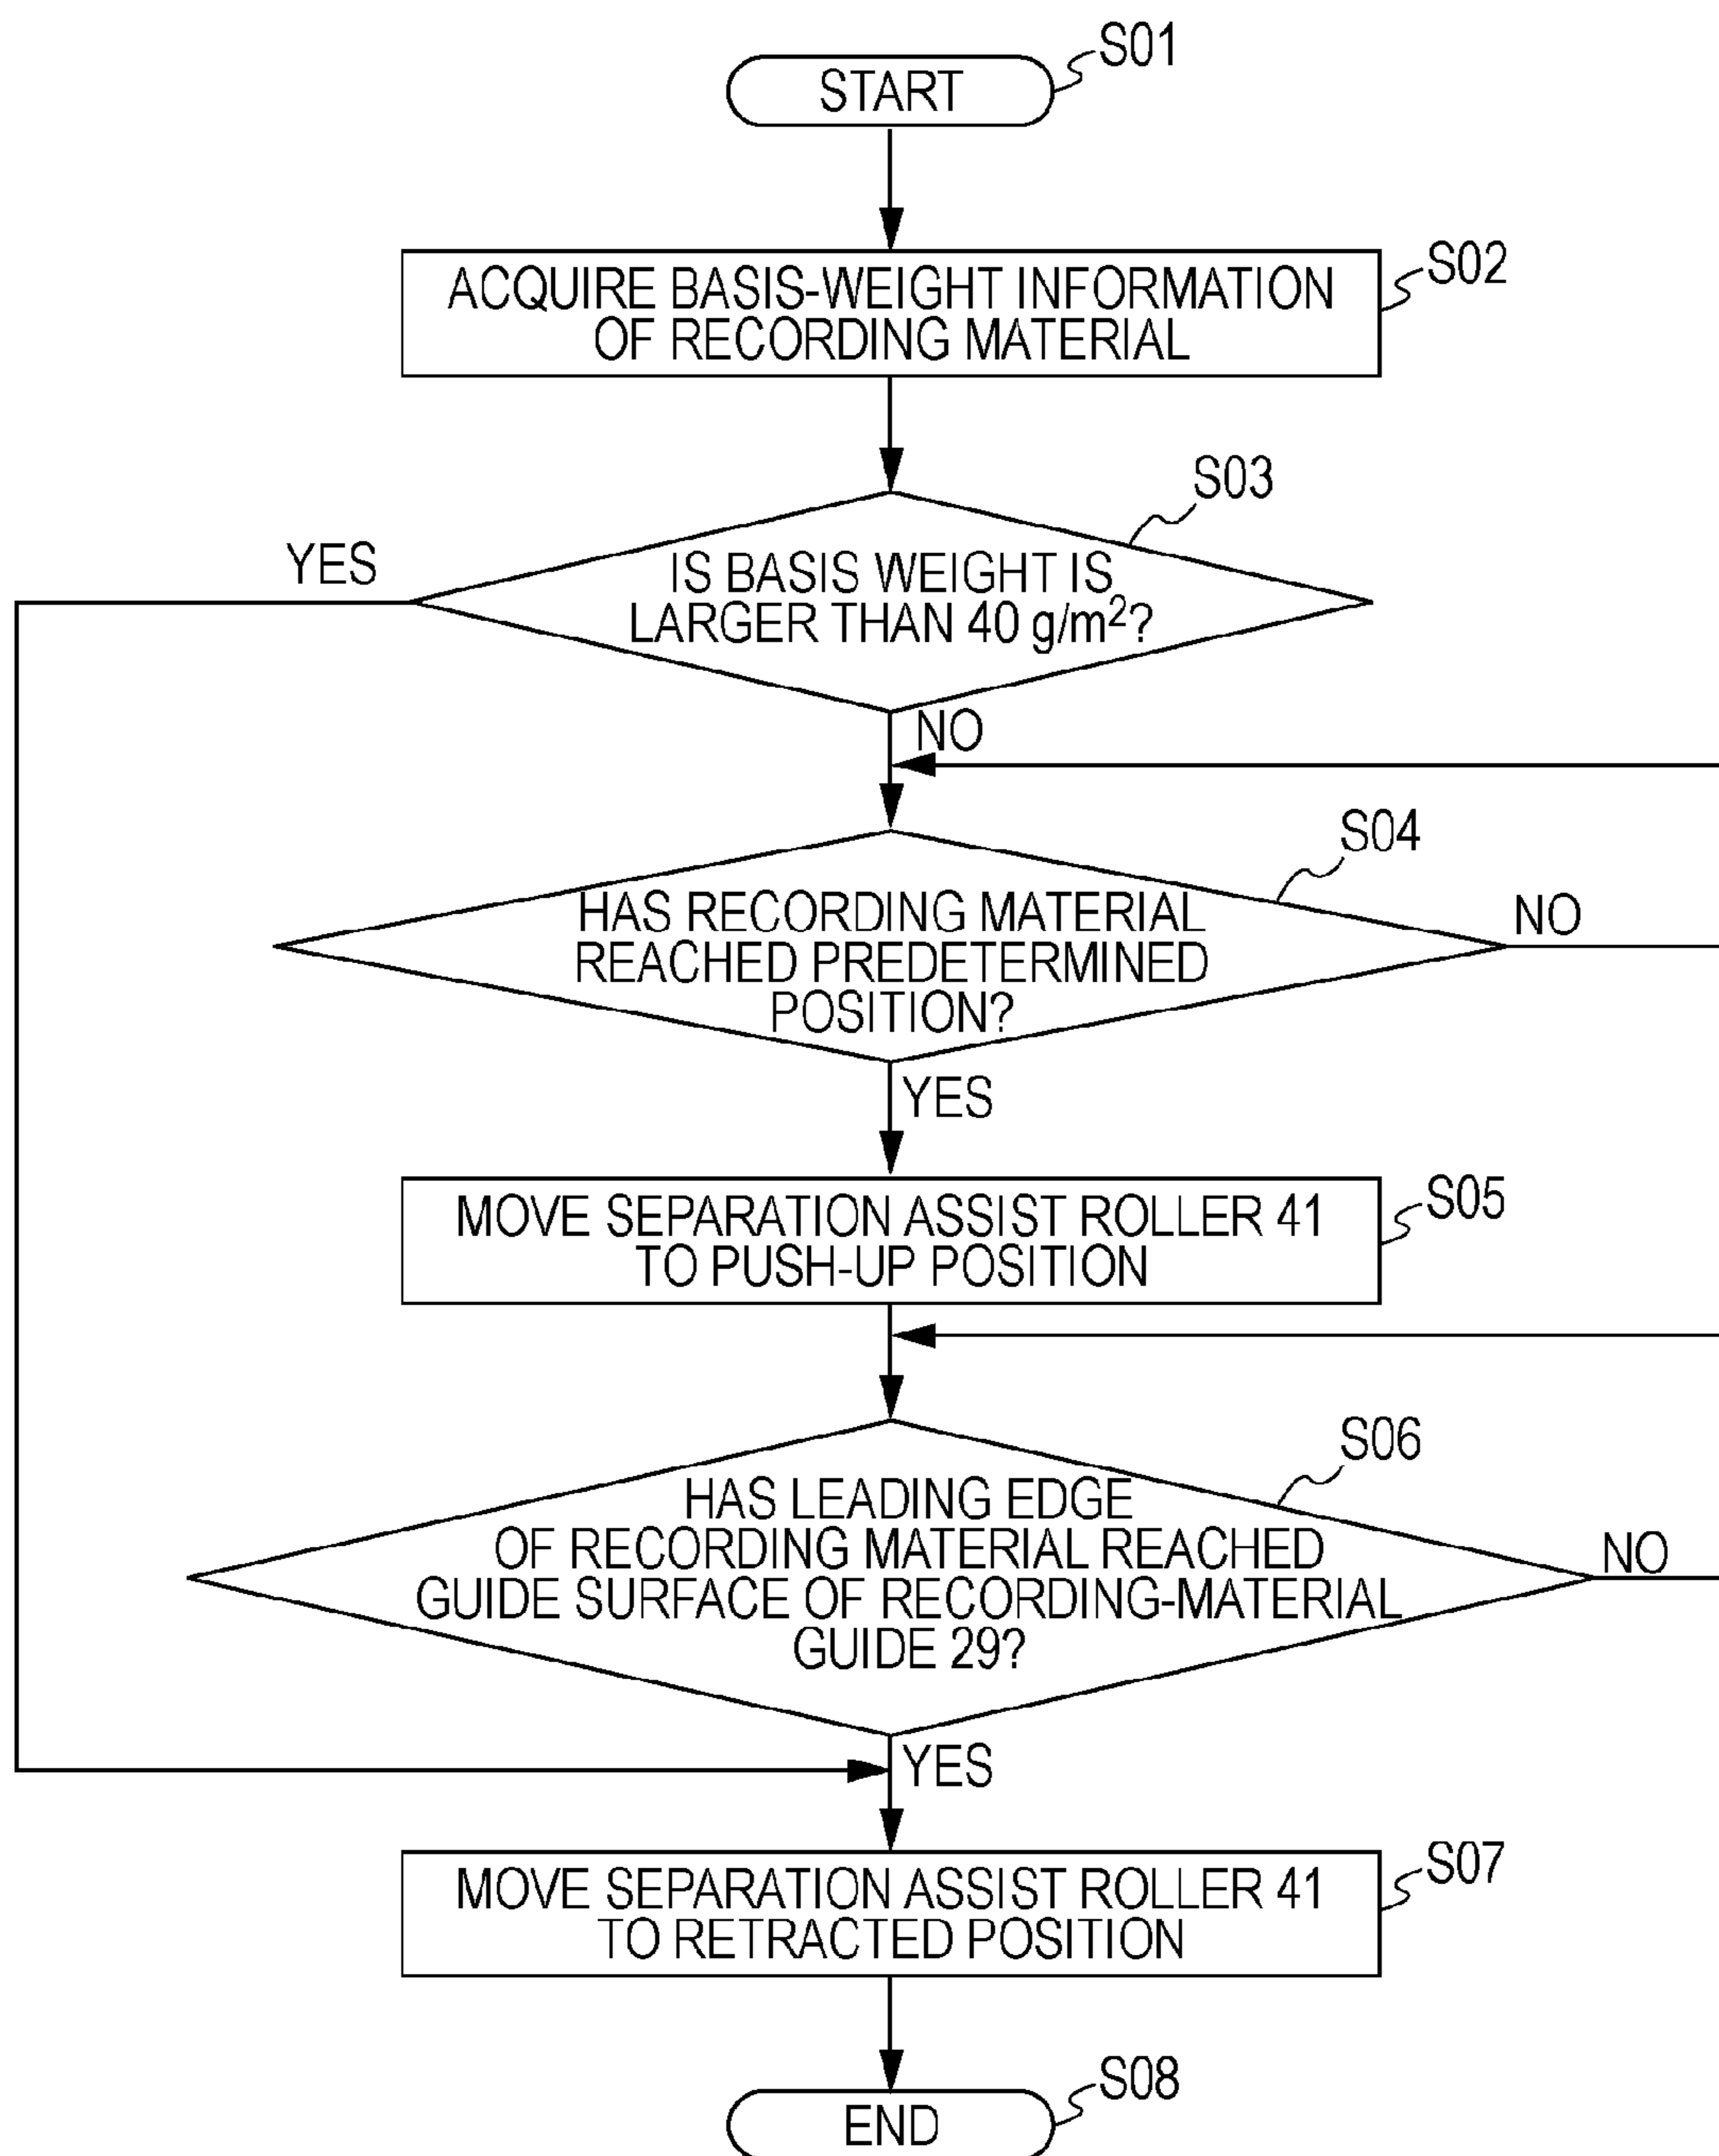 START
S01
ACQUIRE BASIS-WEIGHT INFORMATION
OF RECORDING MATERIAL
S02
S03
YES
IS BASIS WEIGHT IS
LARGER THAN 40 g/m²?
NO
S04
HAS RECORDING MATERIAL
REACHED PREDETERMINED
POSITION?
NO
YES
MOVE SEPARATION ASSIST ROLLER 41
TO PUSH-UP POSITION
S05
S06
HAS LEADING EDGE
OF RECORDING MATERIAL REACHED
GUIDE SURFACE OF RECORDING-MATERIAL
GUIDE 29?
NO
YES
MOVE SEPARATION ASSIST ROLLER 41
TO RETRACTED POSITION
S07
END
S08